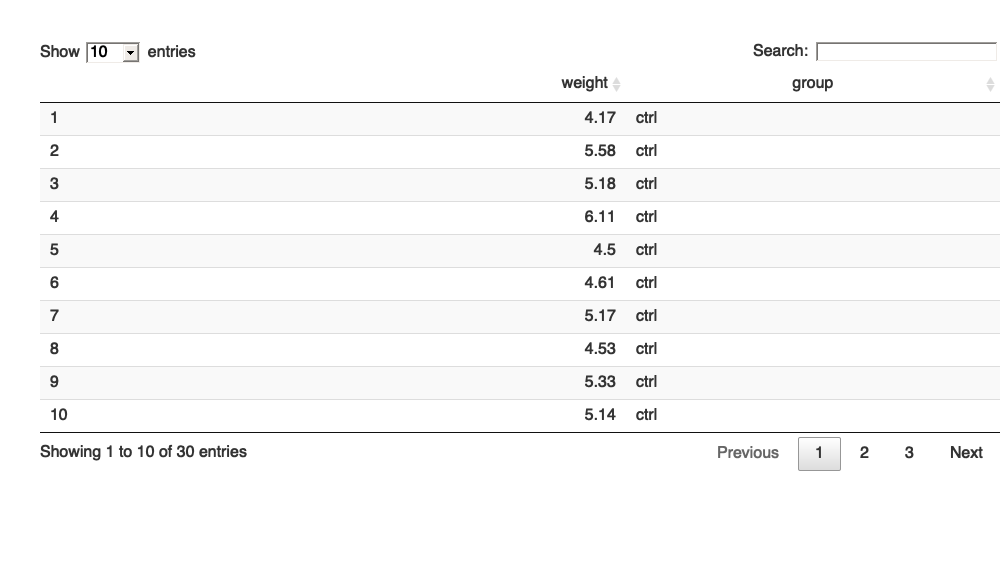 Show 10 entries Search:
weight group
1 4.17 ctrl
2 5.58 ctrl
3 5.18 ctrl
4 6.11 ctrl
5 4.5 ctrl
6 4.61 ctrl
7 5.17 ctrl
8 4.53 ctrl
9 5.33 ctrl
10 5.14 ctrl
Showing 1 to 10 of 30 entries Previous 1 2 3 Next